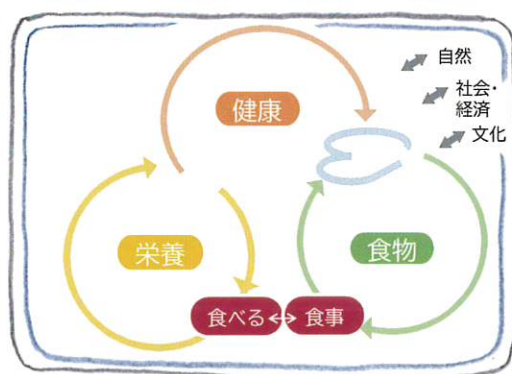 自然
社会・
経済
文化
健康
栄養
食物
食べる
食事